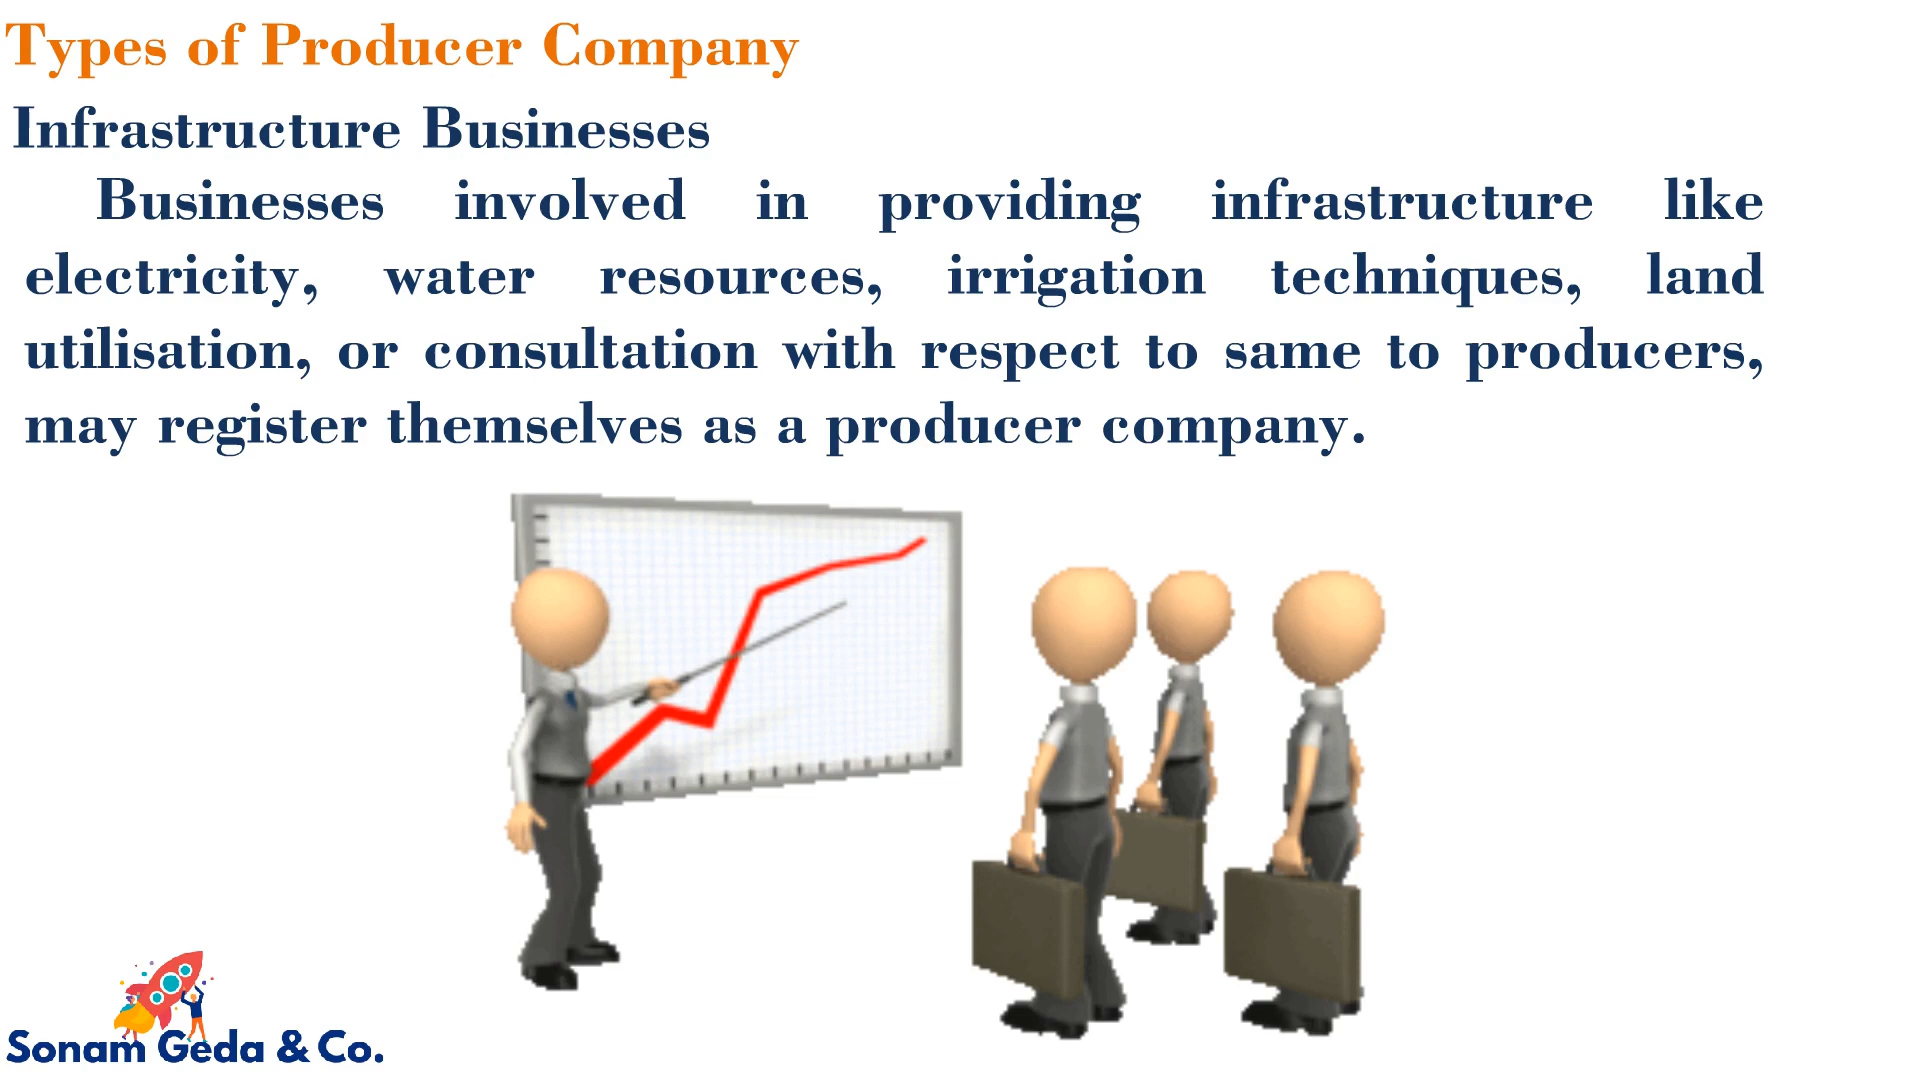 Types of Producer Company
Infrastructure Businesses
Businesses involved in providing infrastructure like
electricity, water resources, irrigation techniques, land
utilisation, or consultation with respect to same to producers,
may register themselves as a producer company.
Sonam Geda & Co.